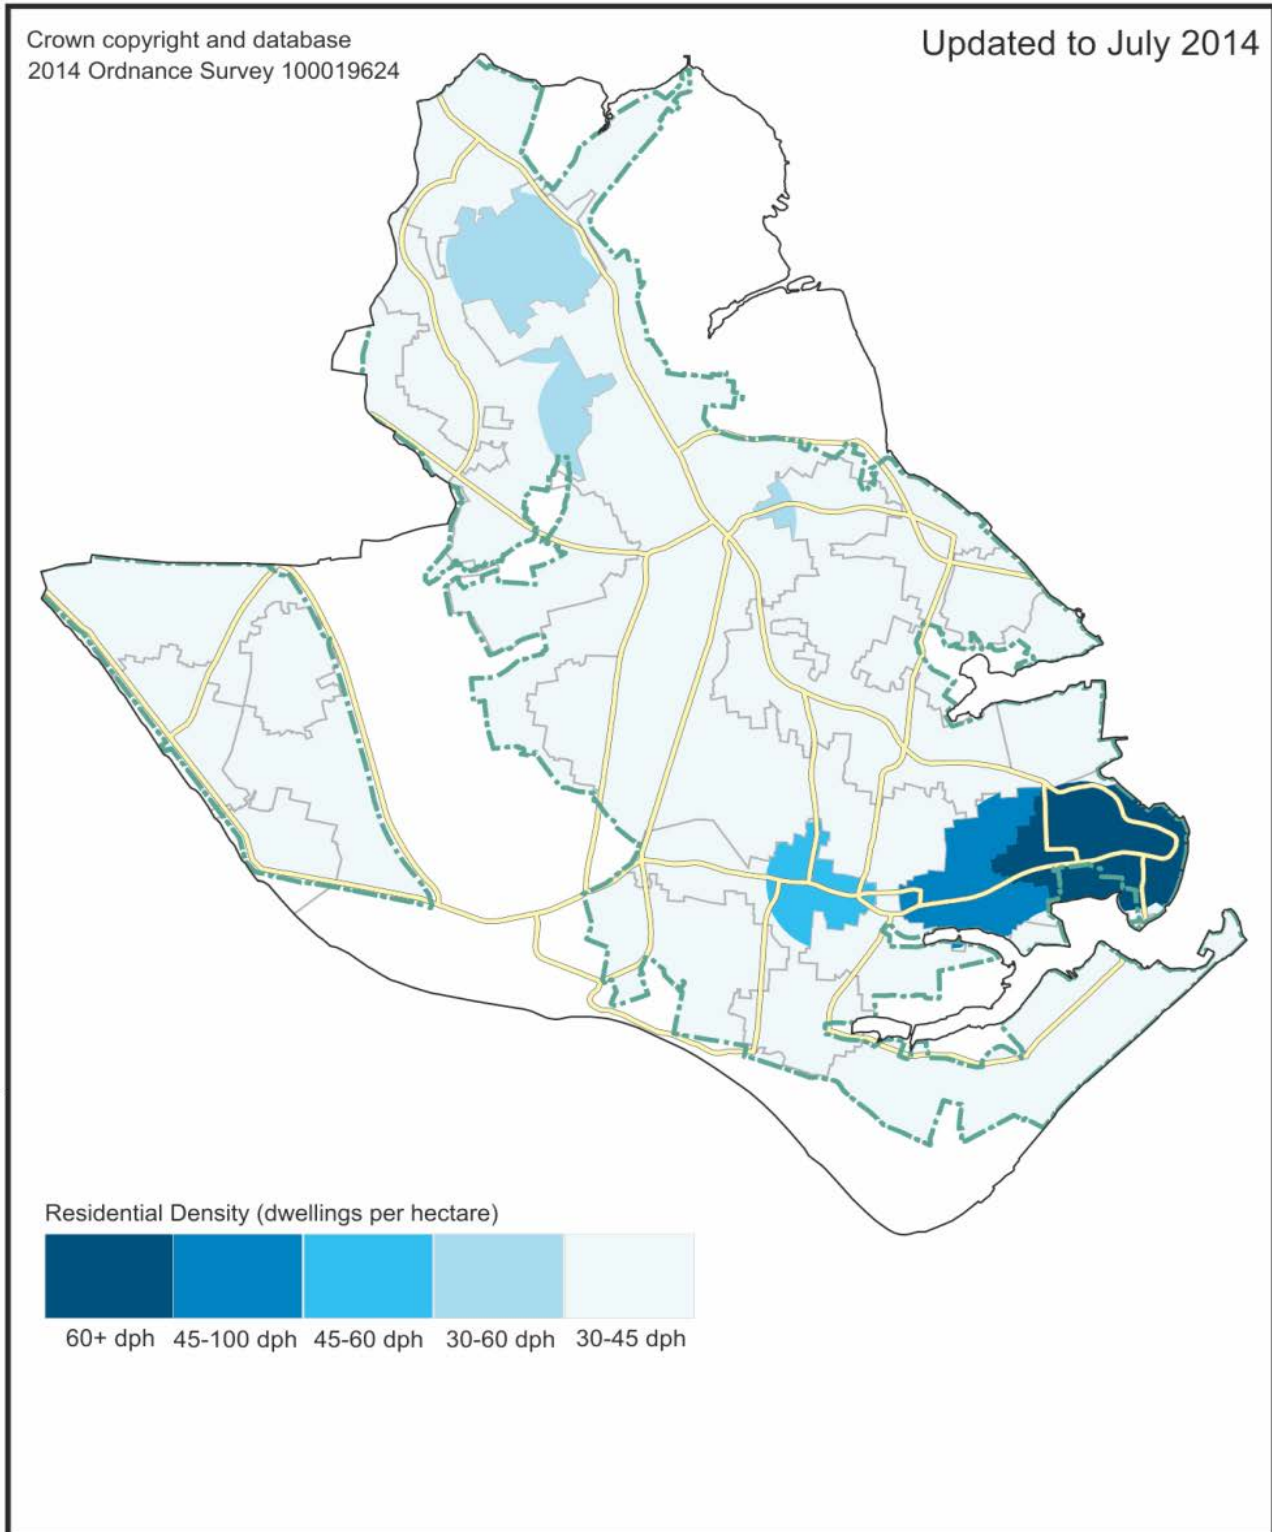 Crown copyright and database
2014 Ordnance Survey 100019624
Updated to July 2014
Residential Density (dwellings per hectare)
60+ dph 45-100 dph 45-60 dph 30-60 dph 30-45 dph